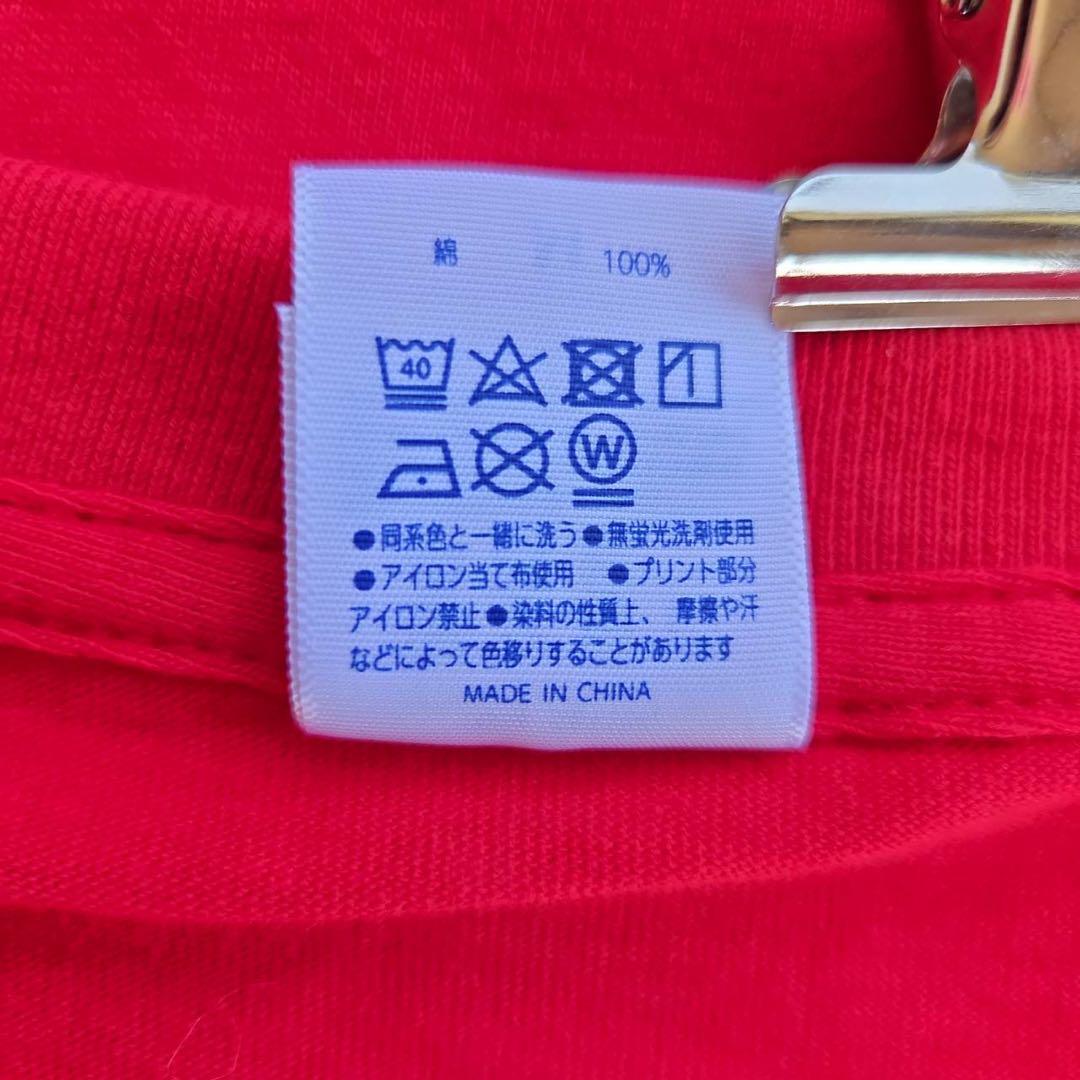 綿 100%
40
W
●同系色と一緒に洗う●無蛍光洗剤使用
●アイロン当て布使用 ●プリント部分
アイロン禁止●染料の性質上、 摩擦や汗
などによって色移りすることがあります
MADE IN CHINA